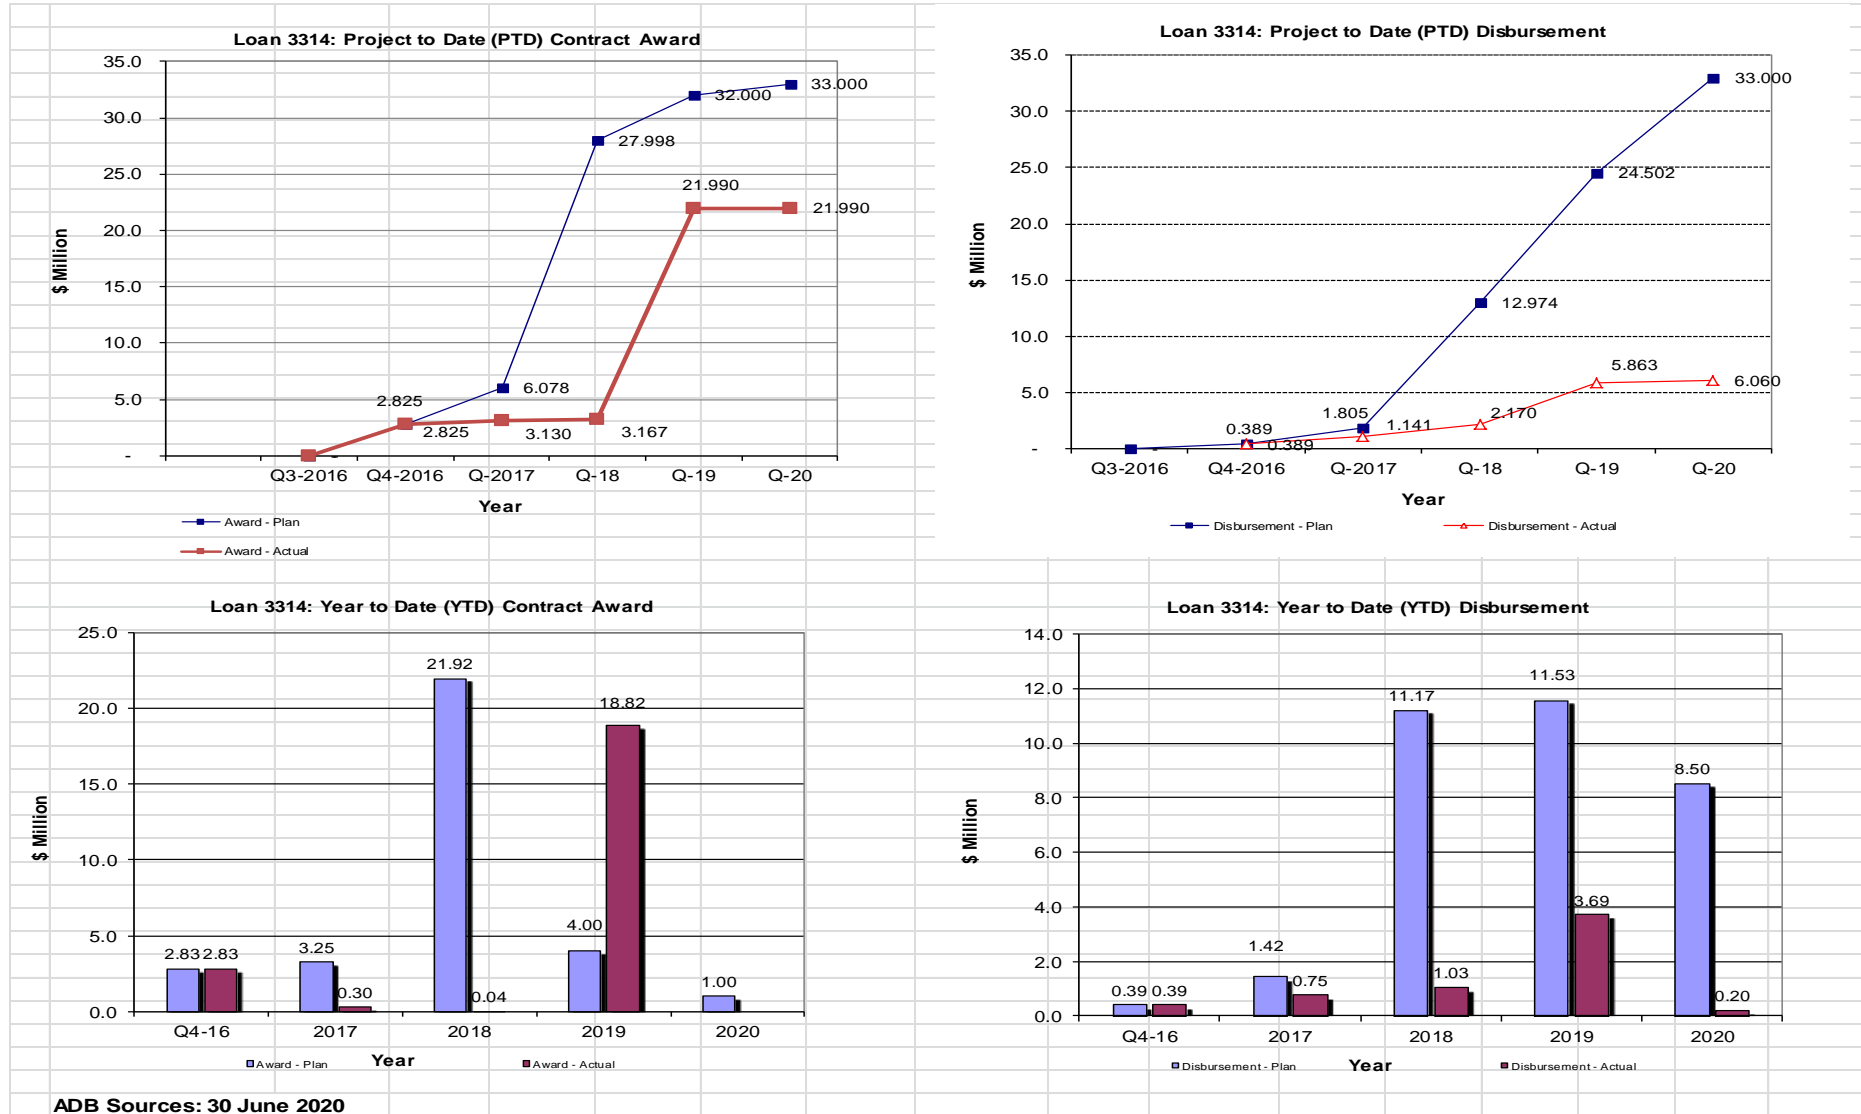 Loan 3314: Project to Date (PTD) Contract Award
35.0
30.0
25.0
20.0
15.0
10.0
5.0
-
$ Million
33.000
32.000
27.998
21.990
21.990
6.078
2.825
2.825
3.130
3.167
-
Q3-2016 Q4-2016 Q-2017 Q-18 Q-19 Q-20
Year
Award - Plan
Award - Actual
Loan 3314: Project to Date (PTD) Disbursement
35.0
30.0
25.0
20.0
15.0
10.0
5.0
-
$ Million
33.000
24.502
12.974
5.863
6.060
1.805
2.170
1.141
0.389
0.389
-
Q3-2016 Q4-2016 Q-2017 Q-18 Q-19 Q-20
Year
Disbursement - Plan Disbursement - Actual
Loan 3314: Year to Date (YTD) Contract Award
25.0
20.0
15.0
10.0
5.0
0.0
$ Million
21.92
18.82
4.00
2.83 2.83 3.25
1.00
0.30
0.04
Q4-16 2017 2018 2019 2020
Year
Award - Plan Award - Actual
Loan 3314: Year to Date (YTD) Disbursement
14.0
12.0
10.0
8.0
6.0
4.0
2.0
0.0
$ Million
11.53
11.17
8.50
3.69
1.42
0.39 0.39 0.75 1.03
0.20
Q4-16 2017 2018 2019 2020
Year
Disbursement - Plan Disbursement - Actual
ADB Sources: 30 June 2020